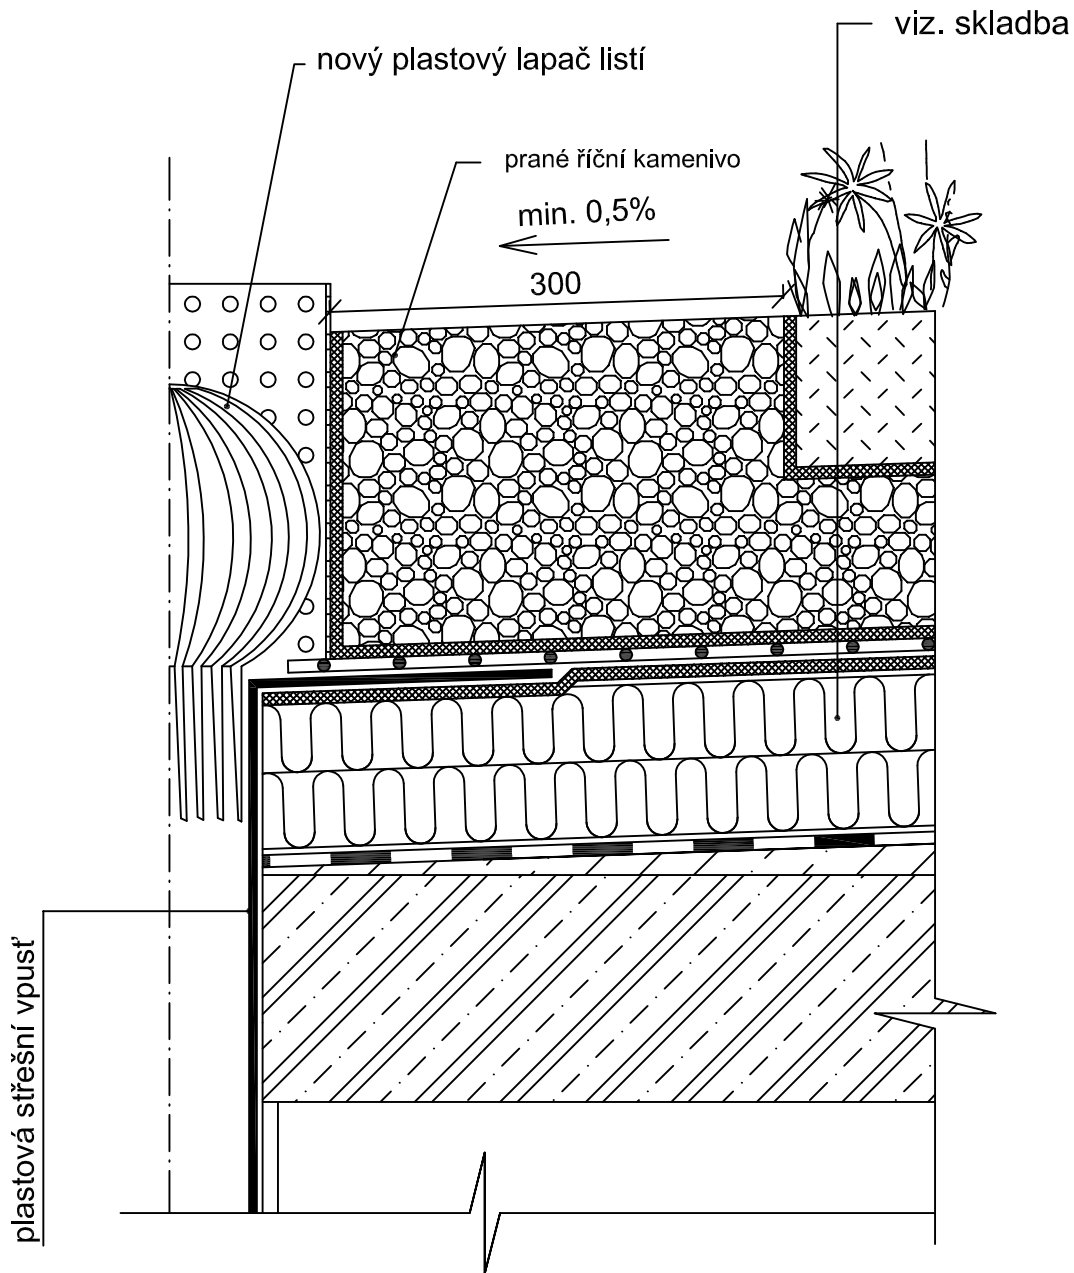 viz. skladba
nový plastový lapač listí
prané říční kamenivo
min. 0,5%
300
plastová střešní vpusť